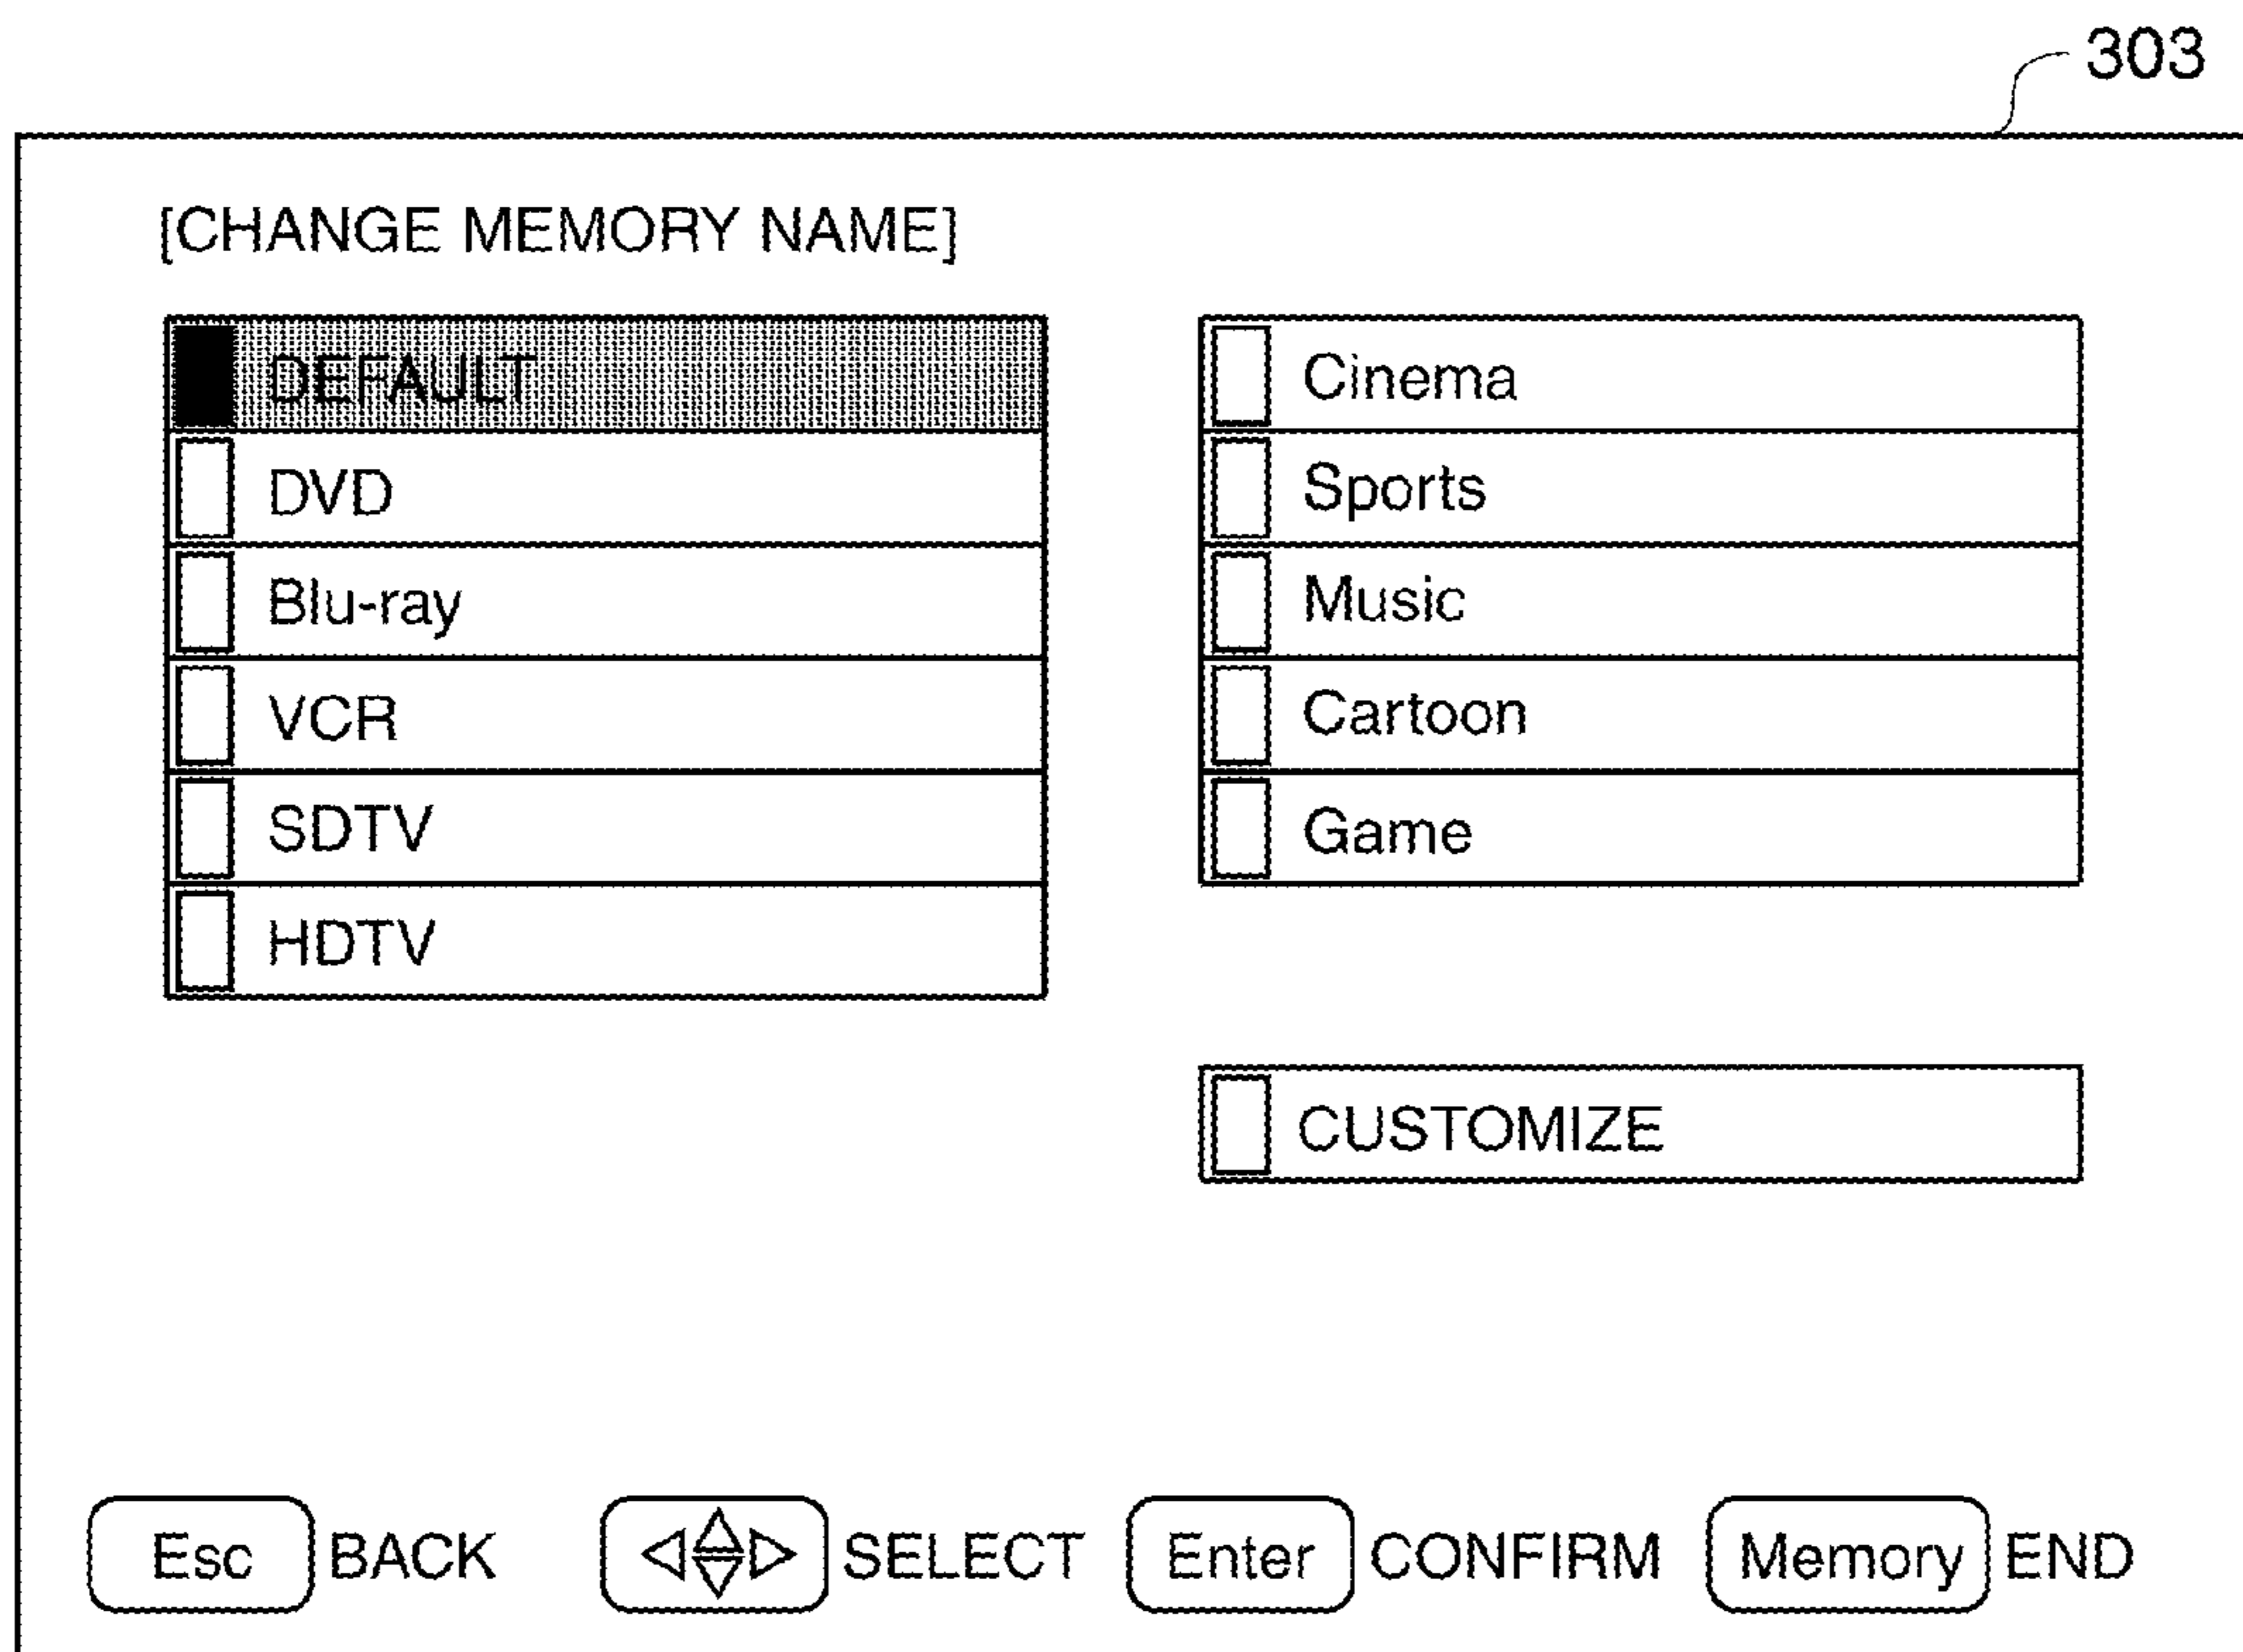 303
[CHANGE MEMORY NAME]
DEFAULT
DVD
Blu-ray
VCR
SDTV
HDTV
Cinema
Sports
Music
Cartoon
Game
CUSTOMIZE
Esc BACK SELECT Enter CONFIRM Memory END